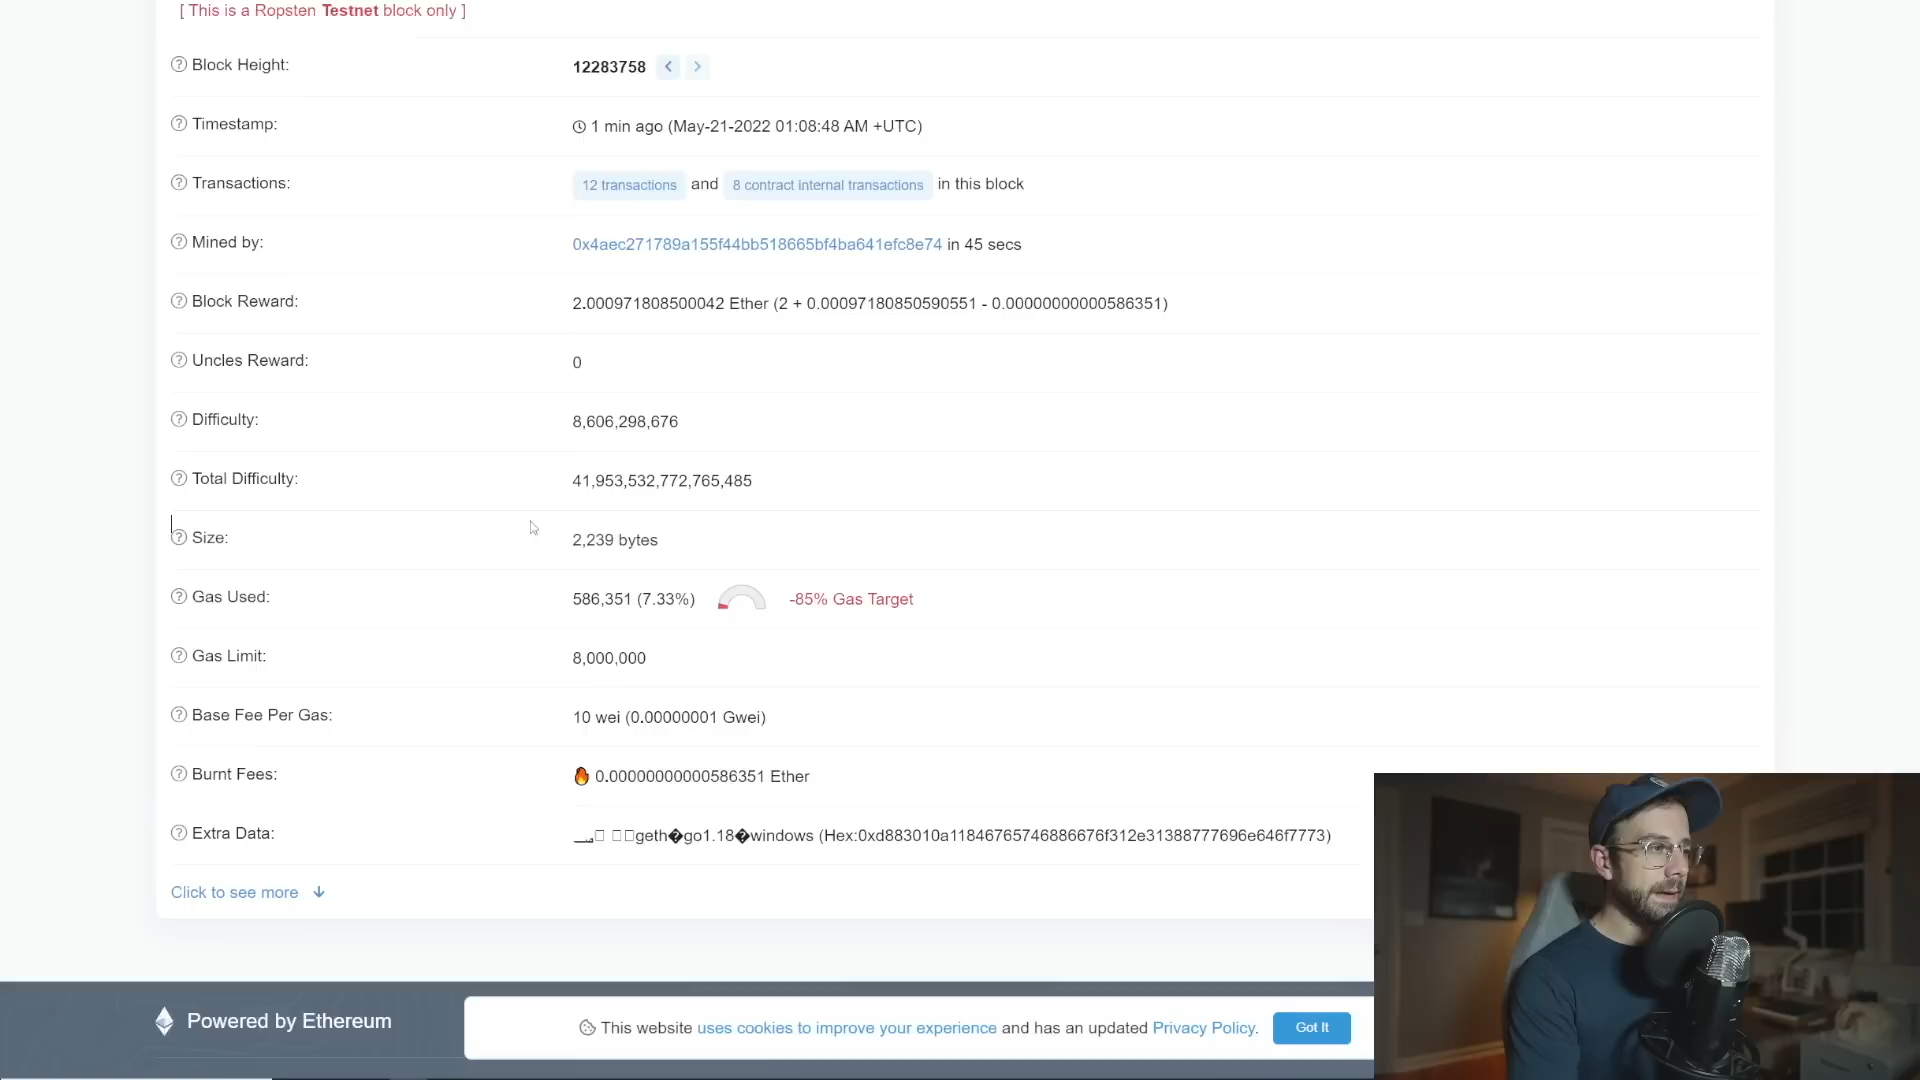 [ This is a Ropsten Testnet block only ]
Block Height: 12283758
Timestamp: 1 min ago (May-21-2022 01:08:48 AM +UTC)
Transactions: 12 transactions and 8 contract internal transactions in this block
Mined by: 0x4aec271789a155f44bb518665bf4ba641efc8e74 in 45 secs
Block Reward: 2.000971808500042 Ether (2 + 0.00097180850590551 - 0.00000000000586351)
Uncles Reward: 0
Difficulty: 8,606,298,676
Total Difficulty: 41,953,532,772,765,485
Size: 2,239 bytes
Gas Used: 586,351 (7.33%) -85% Gas Target
Gas Limit: 8,000,000
Base Fee Per Gas: 10 wei (0.00000001 Gwei)
Burnt Fees: 🔥 0.00000000000586351 Ether
Extra Data: geth�go1.18�windows (Hex:0xd883010a11846765746886676f312e31388777696e646f7773)
Click to see more
Powered by Ethereum
This website uses cookies to improve your experience and has an updated Privacy Policy.
Got It